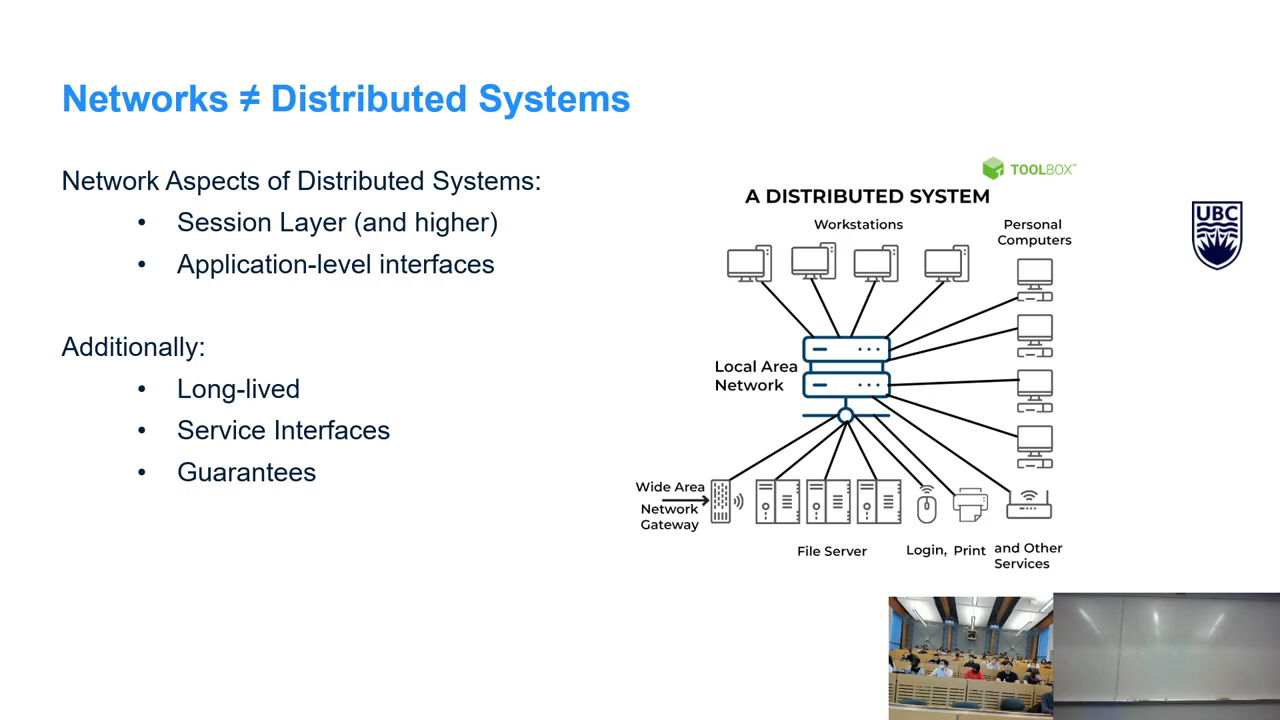 Networks ≠ Distributed Systems
Network Aspects of Distributed Systems:
• Session Layer (and higher)
• Application-level interfaces
Additionally:
• Long-lived
• Service Interfaces
• Guarantees
TOOLBOX™
A DISTRIBUTED SYSTEM
Workstations
Personal
Computers
Local Area
Network
Wide Area
Network
Gateway
File Server
Login, Print and Other
Services
UBC